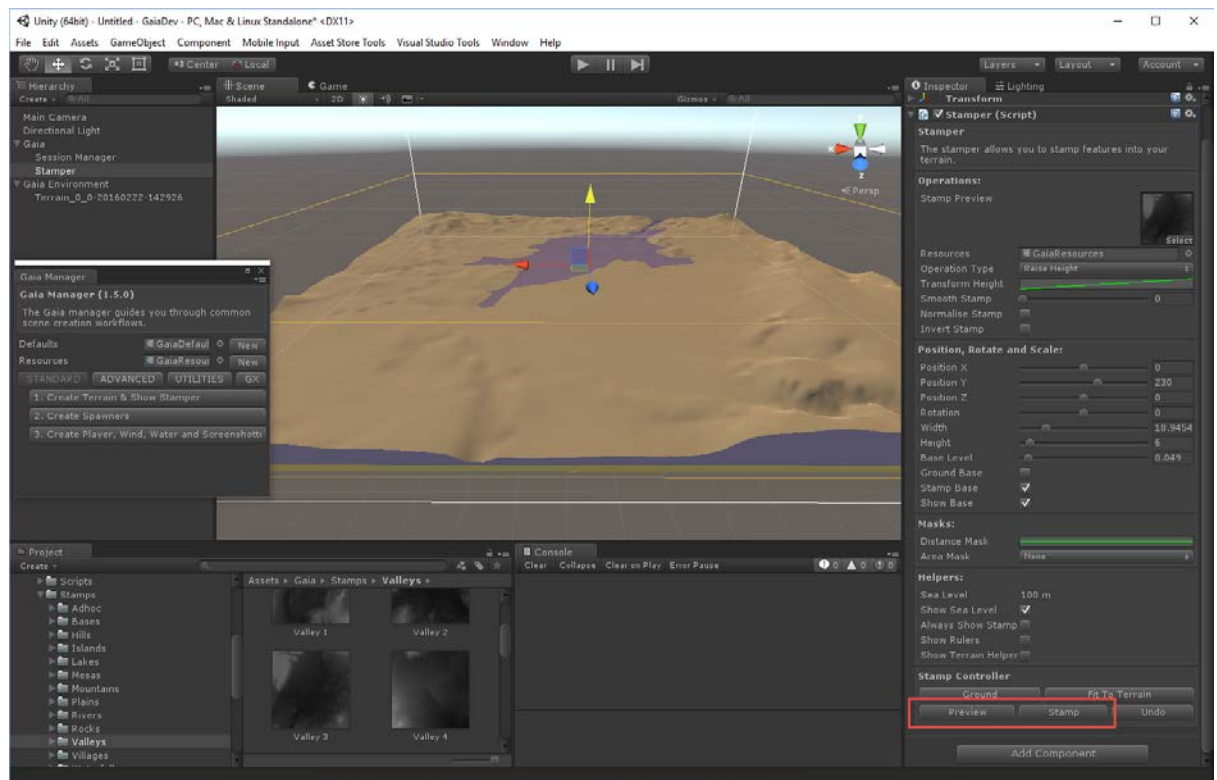 Unity (64bit) - Untitled - GaiaDev - PC, Mac & Linux Standalone* <DX11>
File Edit Assets GameObject Component Mobile Input Asset Store Tools Visual Studio Tools Window Help
Center Local Layers Layout Account
Hierarchy
Create All
Main Camera
Directional Light
Gaia
Session Manager
Stamper
Gaia Environment
Terrain_0_0-20160222-142926
Scene Game
Shaded 2D Gizmos All
x
z
Persp
Gaia Manager
Gaia Manager (1.5.0)
The Gaia manager guides you through common
scene creation workflows.
Defaults GaiaDefaul New
Resources GaiaResour New
STANDARD ADVANCED UTILITIES GX
1. Create Terrain & Show Stamper
2. Create Spawners
3. Create Player, Wind, Water and Screenshotte
Project
Create
Scripts
Stamps
Adhoc
Bases
Hills
Islands
Lakes
Mesas
Mountains
Plains
Rivers
Rocks
Valleys
Villages
Assets Gaia Stamps Valleys
Valley 1 Valley 2
Valley 3 Valley 4
Console
Clear Collapse Clear on Play Error Pause 0 0 0
Inspector Lighting
Transform
Stamper (Script)
Stamper
The stamper allows you to stamp features into your
terrain.
Operations:
Stamp Preview
Select
Resources GaiaResources
Operation Type Raise Height
Transform Height
Smooth Stamp 0
Normalise Stamp
Invert Stamp
Position, Rotate and Scale:
Position X 0
Position Y 230
Position Z 0
Rotation 0
Width 18.9454
Height 6
Base Level 0.049
Ground Base
Stamp Base
Show Base
Masks:
Distance Mask
Area Mask None
Helpers:
Sea Level 100 m
Show Sea Level
Always Show Stamp
Show Rulers
Show Terrain Helper
Stamp Controller
Ground Fit To Terrain
Preview Stamp Undo
Add Component